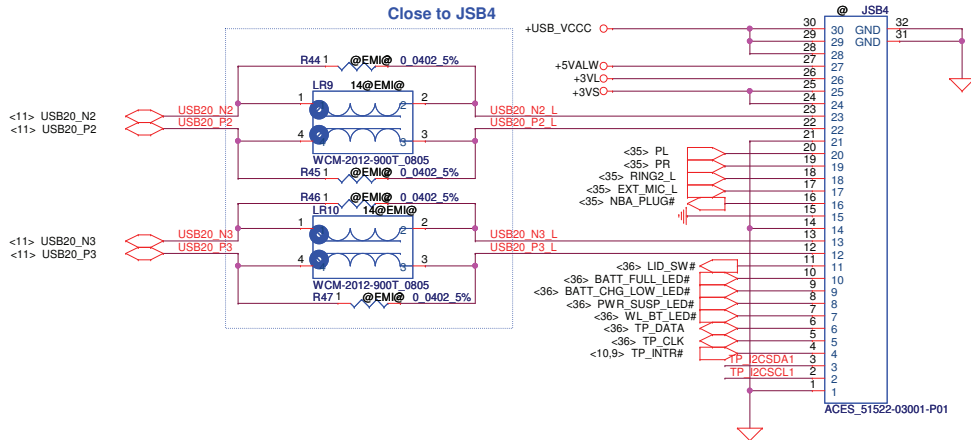 Close to JSB4
@ JSB4
+USB_VCCC
+5VALW
+3VL
+3VS
R44 1 @EMI@ 0_0402_5%
LR9 14@EMI@
1 2 2
4 4 3 3
WCM-2012-900T_0805
R45 1 @EMI@ 0_0402_5%
<11> USB20_N2 USB20_N2 USB20_N2_L
<11> USB20_P2 USB20_P2 USB20_P2_L
R46 1 @EMI@ 0_0402_5%
LR10 14@EMI@
1 2 2
4 4 3 3
WCM-2012-900T_0805
R47 1 @EMI@ 0_0402_5%
<11> USB20_N3 USB20_N3 USB20_N3_L
<11> USB20_P3 USB20_P3 USB20_P3_L
<35> PL
<35> PR
<35> RING2_L
<35> EXT_MIC_L
<35> NBA_PLUG#
<36> LID_SW#
<36> BATT_FULL_LED#
<36> BATT_CHG_LOW_LED#
<36> PWR_SUSP_LED#
<36> WL_BT_LED#
<36> TP_DATA
<36> TP_CLK
<10,9> TP_INTR#
TP_I2CSDA1
TP_I2CSCL1
30 30 GND 32
29 29 GND 31
28 28
27 27
26 26
25 25
24 24
23 23
22 22
21 21
20 20
19 19
18 18
17 17
16 16
15 15
14 14
13 13
12 12
11 11
10 10
9 9
8 8
7 7
6 6
5 5
4 4
3 3
2 2
1 1
ACES_51522-03001-P01